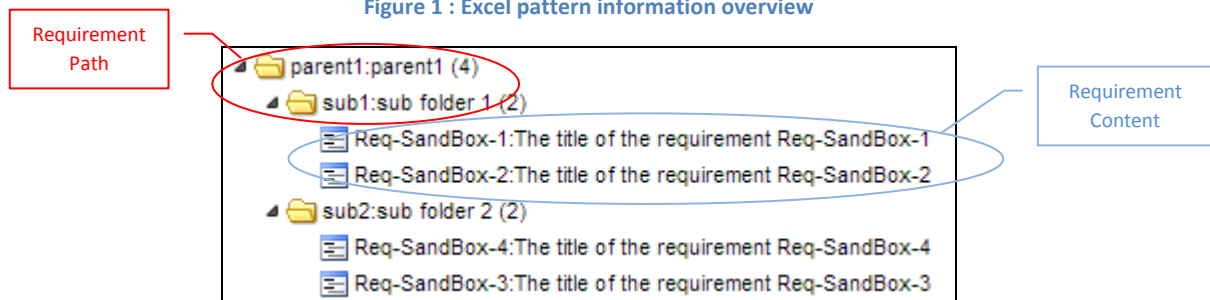 Figure 1 : Excel pattern information overview
Requirement
Path
parent1:parent1 (4)
sub1:sub folder 1 (2)
Req-SandBox-1:The title of the requirement Req-SandBox-1
Req-SandBox-2:The title of the requirement Req-SandBox-2
sub2:sub folder 2 (2)
Req-SandBox-4:The title of the requirement Req-SandBox-4
Req-SandBox-3:The title of the requirement Req-SandBox-3
Requirement
Content